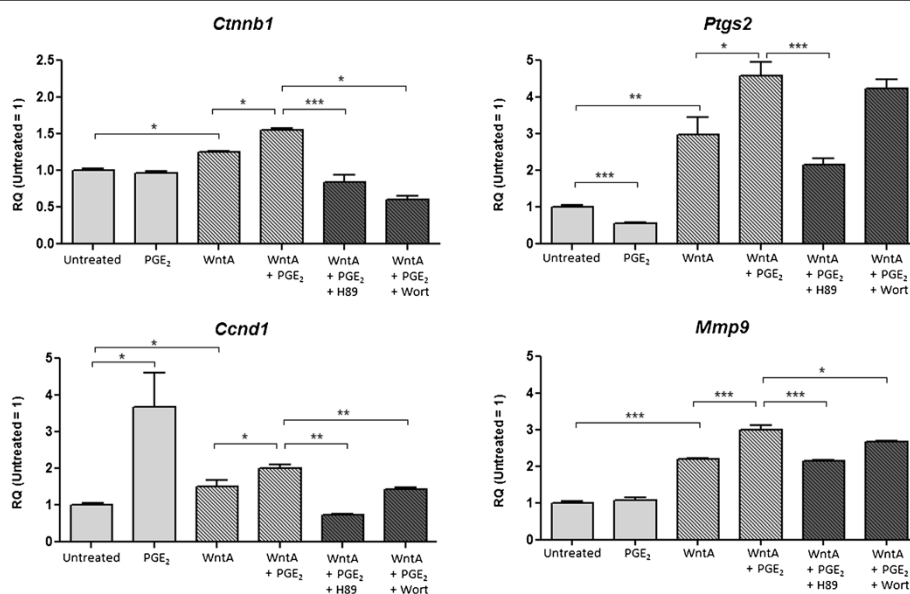 Ctnnb1
RQ (Untreated = 1)
2.5
2.0
1.5
1.0
0.5
0.0
* * *** *
Untreated PGE₂ WntA WntA + PGE₂ WntA + PGE₂ + H89 WntA + PGE₂ + Wort
Ptgs2
RQ (Untreated = 1)
5
4
3
2
1
0
*** ** * ***
Untreated PGE₂ WntA WntA + PGE₂ WntA + PGE₂ + H89 WntA + PGE₂ + Wort
Ccnd1
RQ (Untreated = 1)
5
4
3
2
1
0
* * * ** **
Untreated PGE₂ WntA WntA + PGE₂ WntA + PGE₂ + H89 WntA + PGE₂ + Wort
Mmp9
RQ (Untreated = 1)
5
4
3
2
1
0
*** *** *** *
Untreated PGE₂ WntA WntA + PGE₂ WntA + PGE₂ + H89 WntA + PGE₂ + Wort